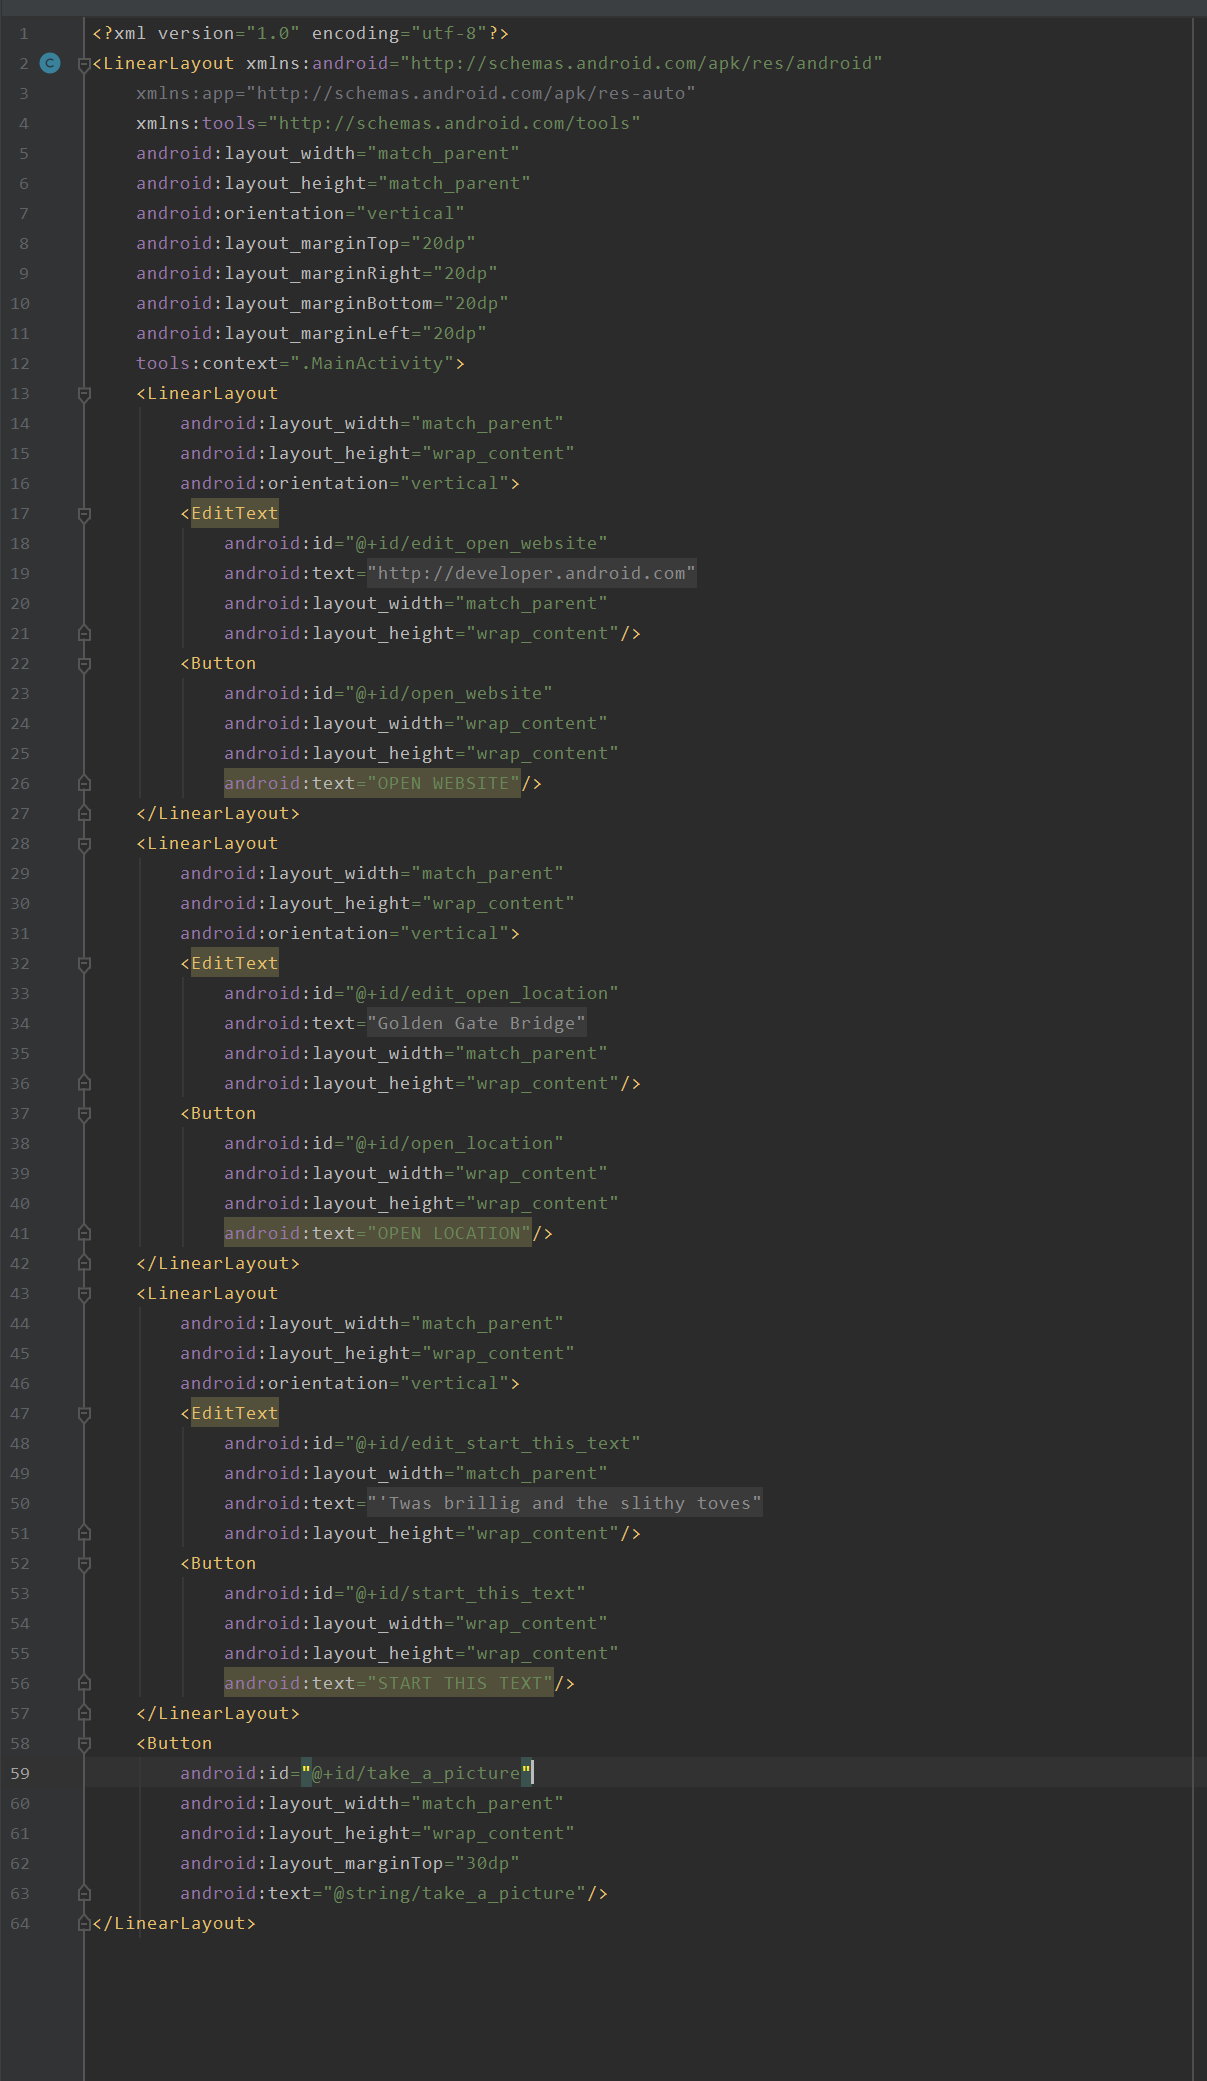 1 <?xml version="1.0" encoding="utf-8"?>
2 C <LinearLayout xmlns:android="http://schemas.android.com/apk/res/android"
3     xmlns:app="http://schemas.android.com/apk/res-auto"
4     xmlns:tools="http://schemas.android.com/tools"
5     android:layout_width="match_parent"
6     android:layout_height="match_parent"
7     android:orientation="vertical"
8     android:layout_marginTop="20dp"
9     android:layout_marginRight="20dp"
10     android:layout_marginBottom="20dp"
11     android:layout_marginLeft="20dp"
12     tools:context=".MainActivity">
13     <LinearLayout
14         android:layout_width="match_parent"
15         android:layout_height="wrap_content"
16         android:orientation="vertical">
17         <EditText
18             android:id="@+id/edit_open_website"
19             android:text="http://developer.android.com"
20             android:layout_width="match_parent"
21             android:layout_height="wrap_content"/>
22         <Button
23             android:id="@+id/open_website"
24             android:layout_width="wrap_content"
25             android:layout_height="wrap_content"
26             android:text="OPEN WEBSITE"/>
27     </LinearLayout>
28     <LinearLayout
29         android:layout_width="match_parent"
30         android:layout_height="wrap_content"
31         android:orientation="vertical">
32         <EditText
33             android:id="@+id/edit_open_location"
34             android:text="Golden Gate Bridge"
35             android:layout_width="match_parent"
36             android:layout_height="wrap_content"/>
37         <Button
38             android:id="@+id/open_location"
39             android:layout_width="wrap_content"
40             android:layout_height="wrap_content"
41             android:text="OPEN LOCATION"/>
42     </LinearLayout>
43     <LinearLayout
44         android:layout_width="match_parent"
45         android:layout_height="wrap_content"
46         android:orientation="vertical">
47         <EditText
48             android:id="@+id/edit_start_this_text"
49             android:layout_width="match_parent"
50             android:text="'Twas brillig and the slithy toves"
51             android:layout_height="wrap_content"/>
52         <Button
53             android:id="@+id/start_this_text"
54             android:layout_width="wrap_content"
55             android:layout_height="wrap_content"
56             android:text="START THIS TEXT"/>
57     </LinearLayout>
58     <Button
59         android:id="@+id/take_a_picture"
60         android:layout_width="match_parent"
61         android:layout_height="wrap_content"
62         android:layout_marginTop="30dp"
63         android:text="@string/take_a_picture"/>
64 </LinearLayout>